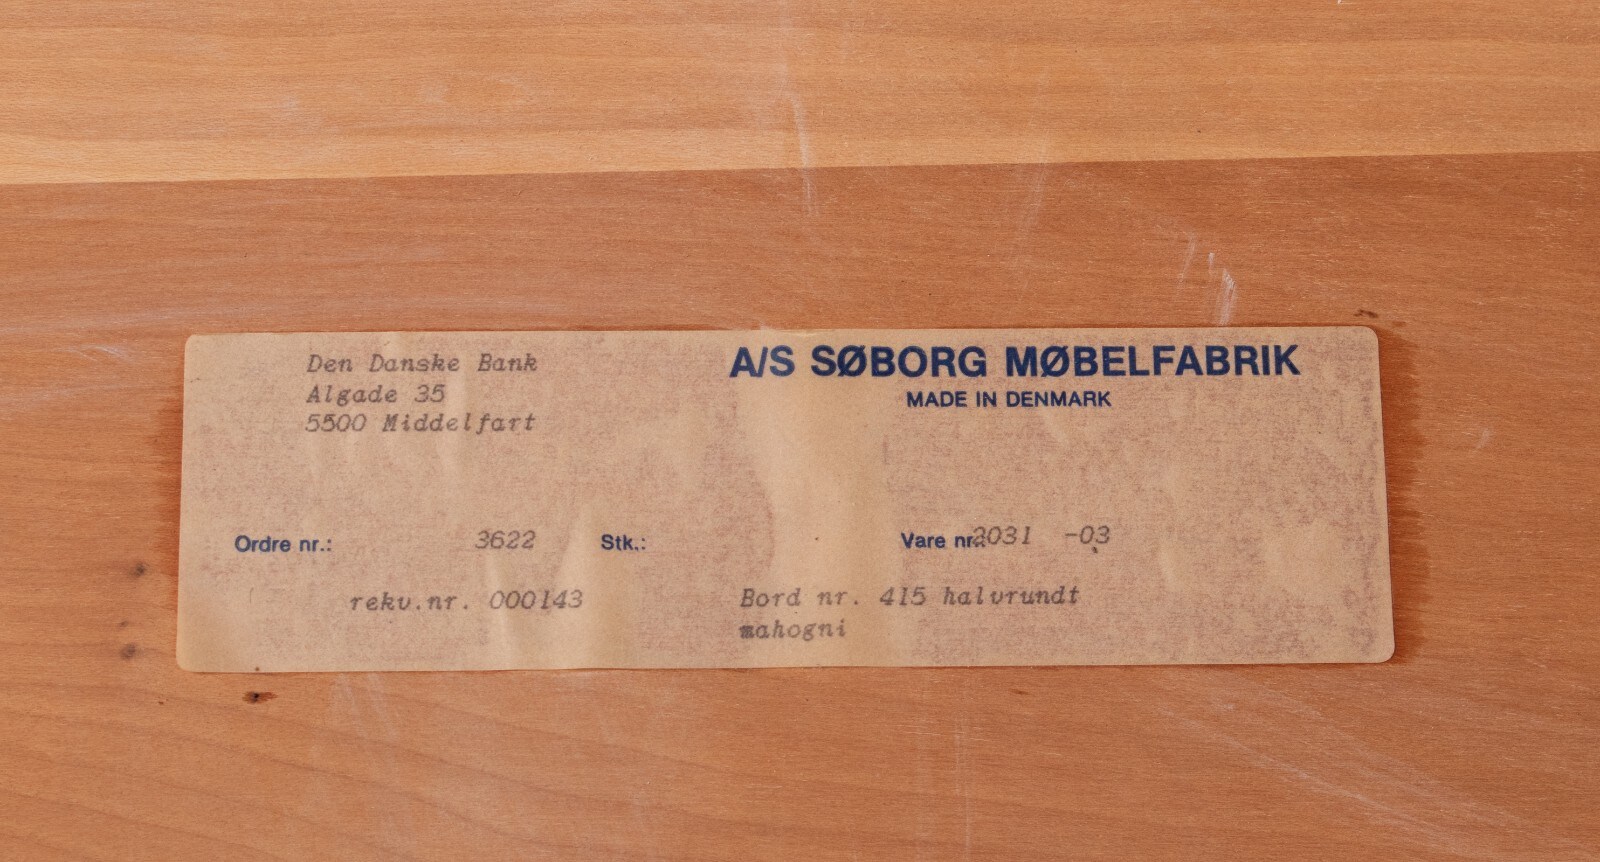 Den Danske Bank
Algade 35
5500 Middelfart
A/S SØBORG MØBELFABRIK
MADE IN DENMARK
Ordre nr.: 3622 Stk.: Vare nr.: -03
rekv.nr. 000143
Bord nr. 415 halvrundt
mahogni